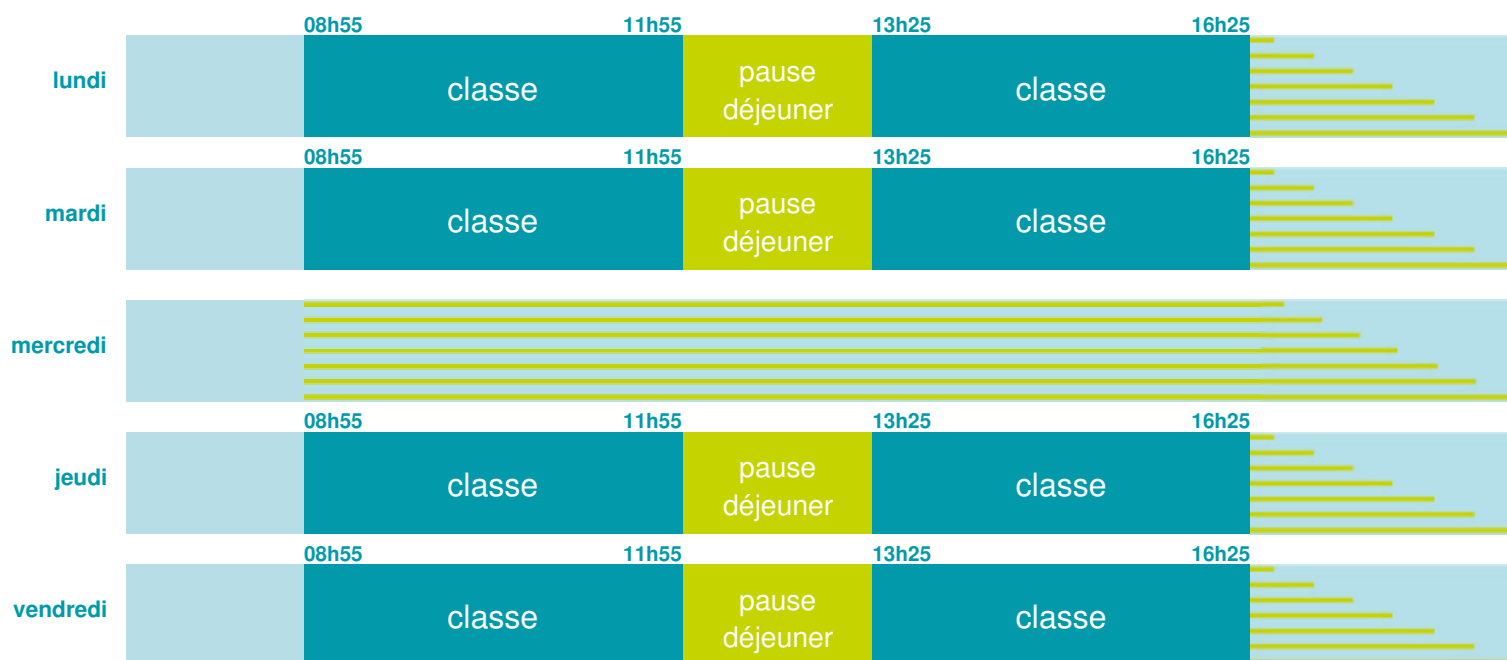 08h55 11h55 13h25 16h25
lundi classe pause déjeuner classe
08h55 11h55 13h25 16h25
mardi classe pause déjeuner classe
mercredi
08h55 11h55 13h25 16h25
jeudi classe pause déjeuner classe
08h55 11h55 13h25 16h25
vendredi classe pause déjeuner classe